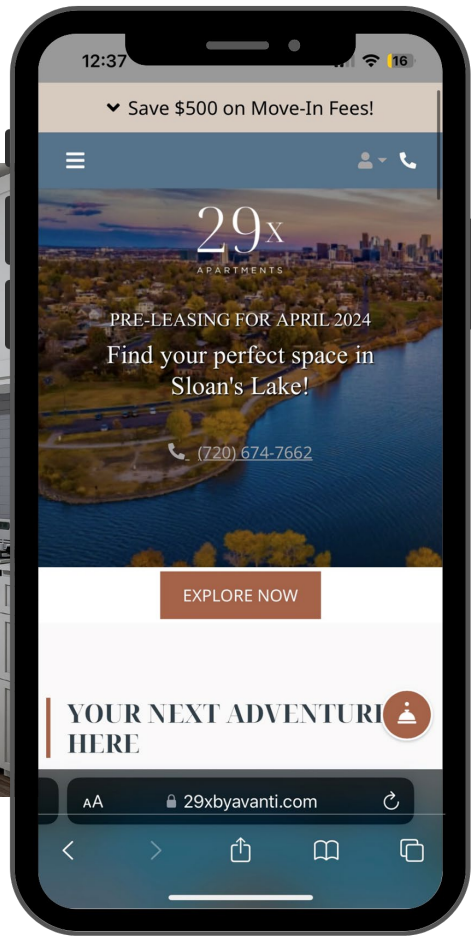 12:37
16
Save $500 on Move-In Fees!
29x
APARTMENTS
PRE-LEASING FOR APRIL 2024
Find your perfect space in
Sloan's Lake!
(720) 674-7662
EXPLORE NOW
YOUR NEXT ADVENTURE
HERE
AA 29xbyavanti.com